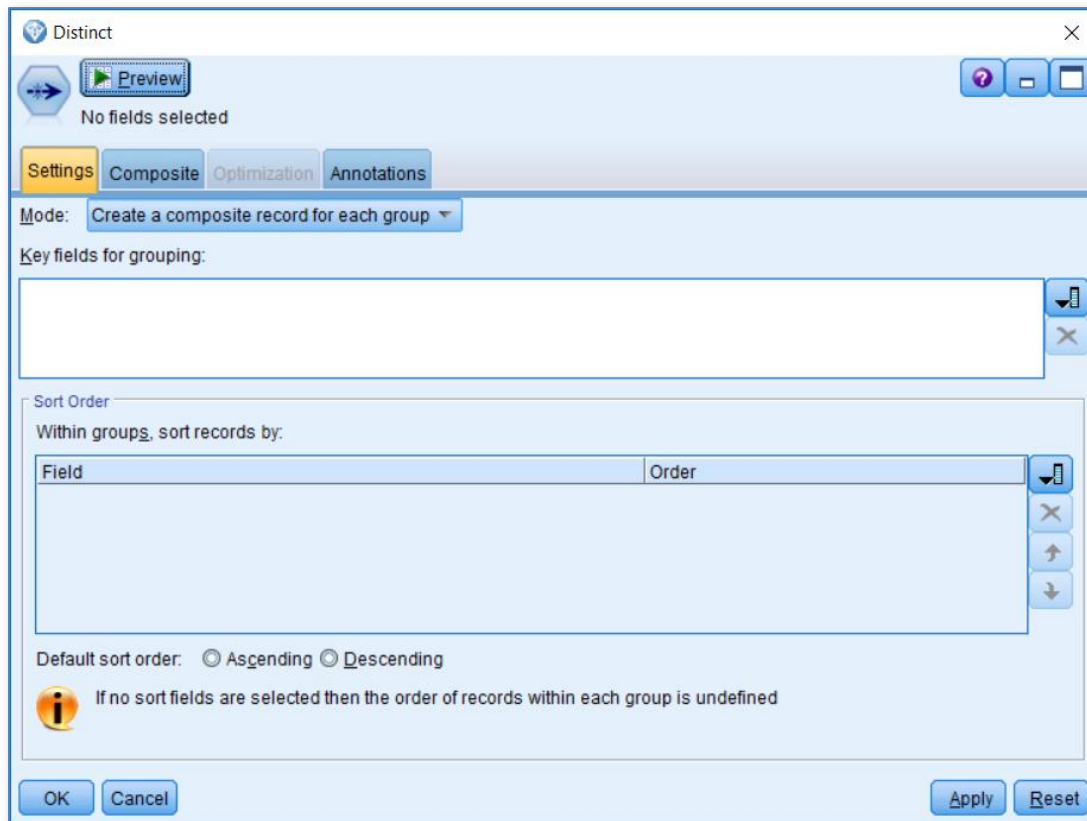 Distinct
Preview
No fields selected
Settings Composite Optimization Annotations
Mode: Create a composite record for each group
Key fields for grouping:
Sort Order
Within groups, sort records by:
Field Order
Default sort order: Ascending Descending
If no sort fields are selected then the order of records within each group is undefined
OK Cancel Apply Reset